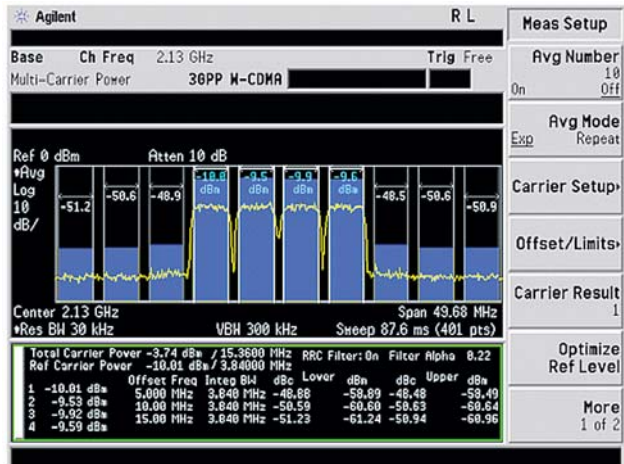 Agilent R L
Base Ch Freq 2.13 GHz Trig Free
Multi-Carrier Power 3GPP W-CDMA
Ref 0 dBm Atten 10 dB
Avg
Log
10
dB/
-10.0 -9.5 -9.9 -9.6
dBm dBm dBm dBm
-51.2 -50.6 -48.9 -48.5 -50.6 -50.9
Center 2.13 GHz Span 49.68 MHz
Res BW 30 kHz VBW 300 kHz Sweep 87.6 ms (401 pts)
Total Carrier Power -3.74 dBm / 15.3600 MHz RRC Filter: On Filter Alpha 0.22
Ref Carrier Power -10.01 dBm / 3.84000 MHz
Lower Upper
Offset Freq Integ BW dBc dBm dBc dBm
1 -10.01 dBm 5.000 MHz 3.840 MHz -48.88 -58.89 -48.48 -58.49
2 -9.53 dBm 10.00 MHz 3.840 MHz -50.59 -60.60 -50.63 -60.64
3 -9.92 dBm 15.00 MHz 3.840 MHz -51.23 -61.24 -50.94 -60.96
4 -9.59 dBm
Meas Setup
Avg Number
10
On Off
Avg Mode
Exp Repeat
Carrier Setup
Offset/Limits
Carrier Result
1
Optimize
Ref Level
More
1 of 2